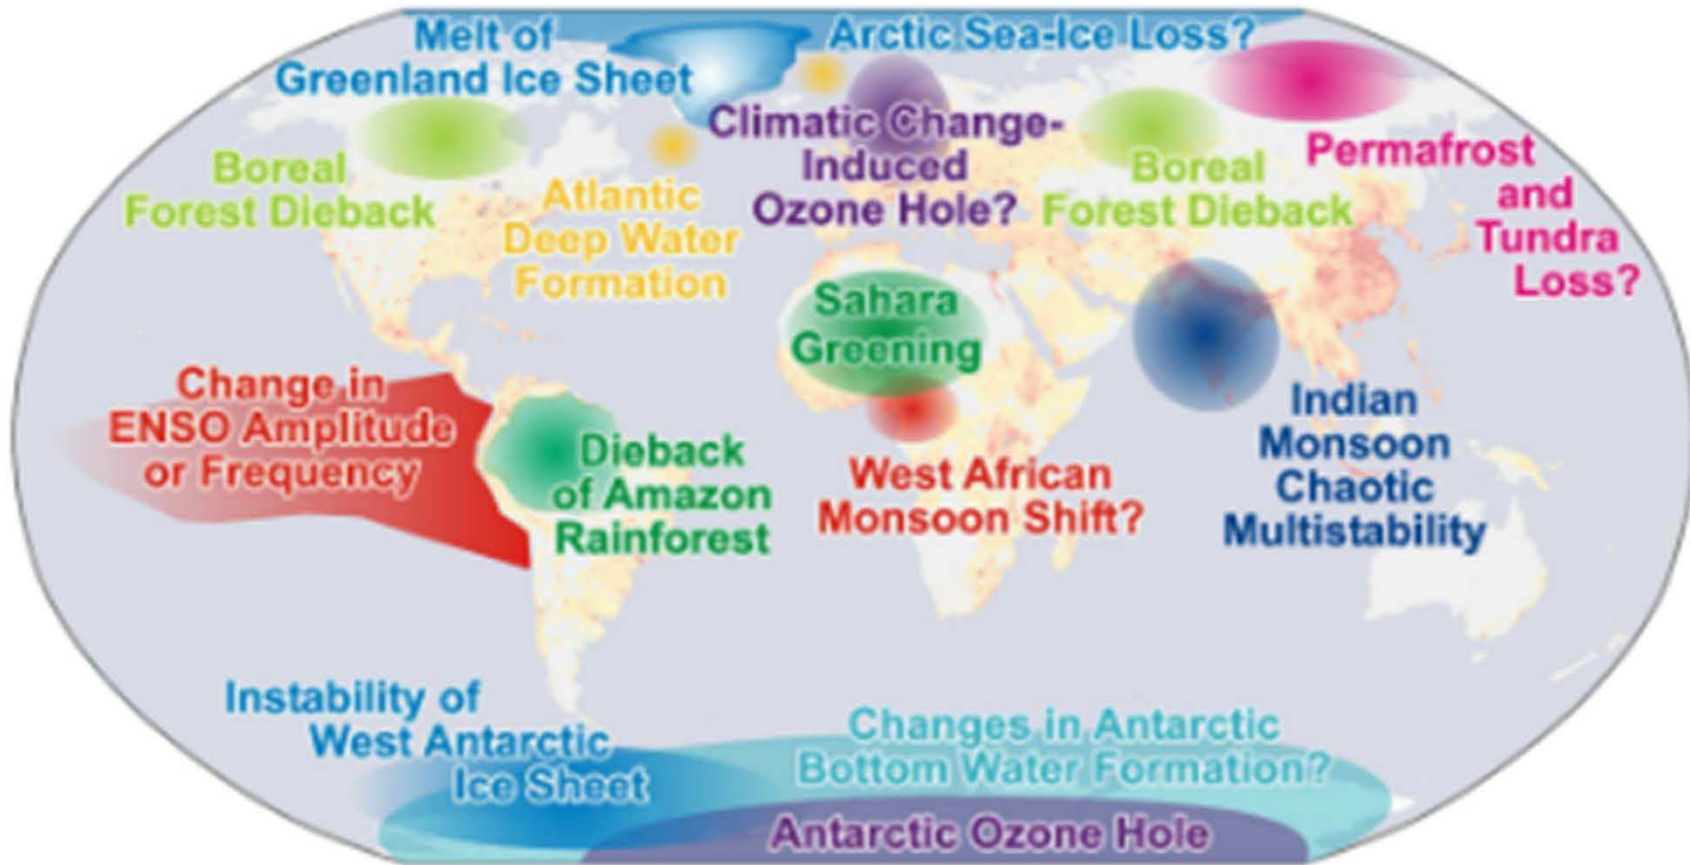 Melt of
Greenland Ice Sheet
Arctic Sea-Ice Loss?
Climatic Change-
Induced
Ozone Hole?
Boreal
Forest Dieback
Atlantic
Deep Water
Formation
Boreal
Forest Dieback
Permafrost
and
Tundra
Loss?
Sahara
Greening
Change in
ENSO Amplitude
or Frequency
Dieback
of Amazon
Rainforest
West African
Monsoon Shift?
Indian
Monsoon
Chaotic
Multistability
Instability of
West Antarctic
Ice Sheet
Changes in Antarctic
Bottom Water Formation?
Antarctic Ozone Hole